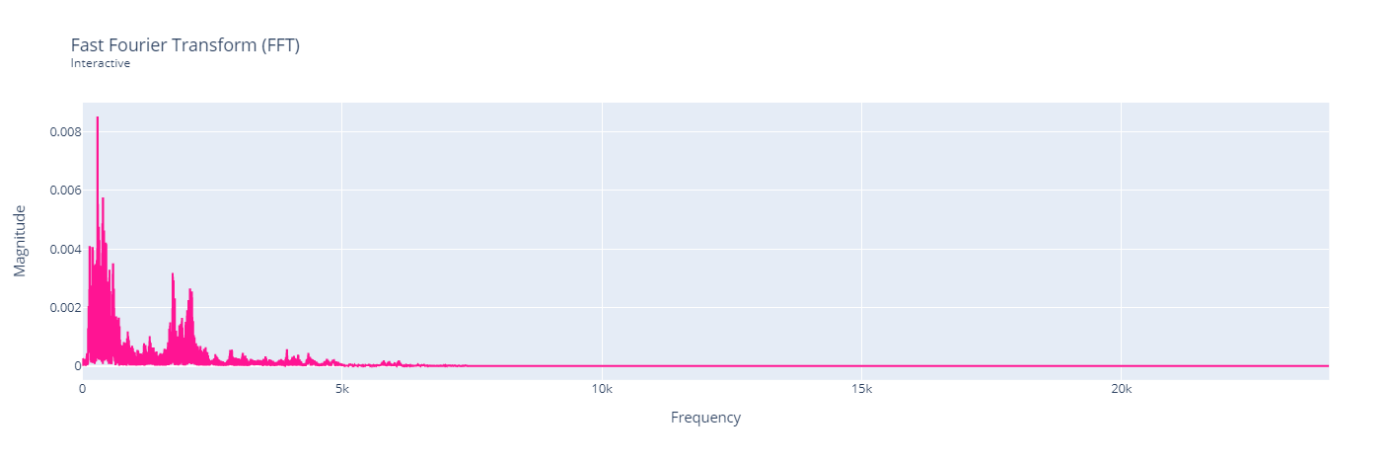 Fast Fourier Transform (FFT)
Interactive
Magnitude
0.008
0.006
0.004
0.002
0
0 5k 10k 15k 20k
Frequency